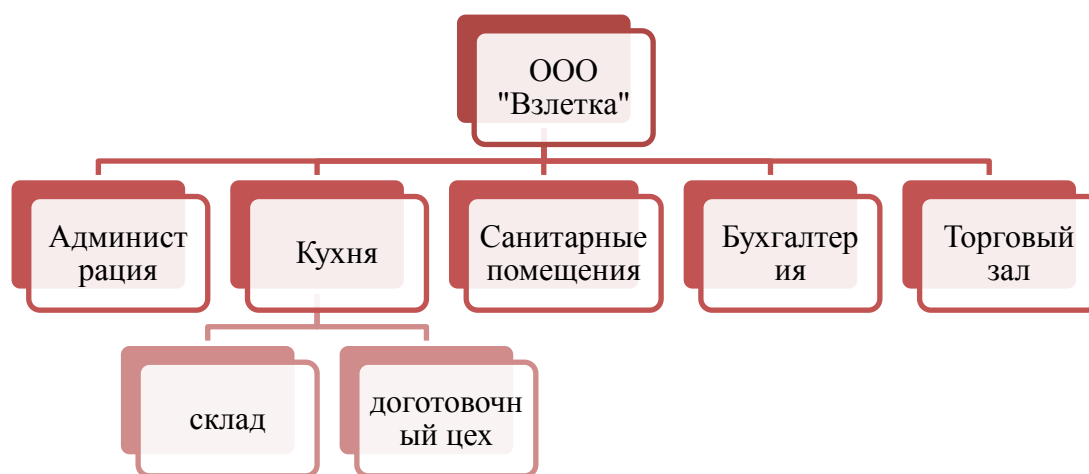 ООО
"Взлетка"
Админист
рация
Кухня
Санитарные
помещения
Бухгалтер
ия
Торговый
зал
склад
доготовочн
ый цех